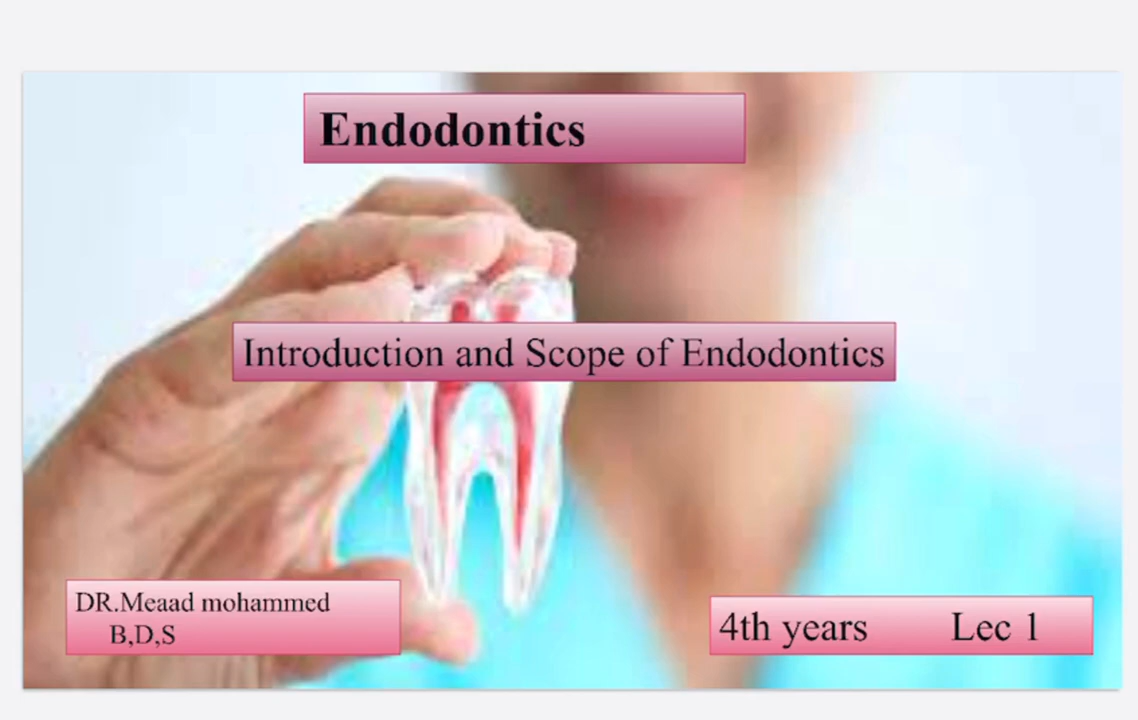 Endodontics
Introduction and Scope of Endodontics
DR.Meaad mohammed
B,D,S
4th years Lec 1